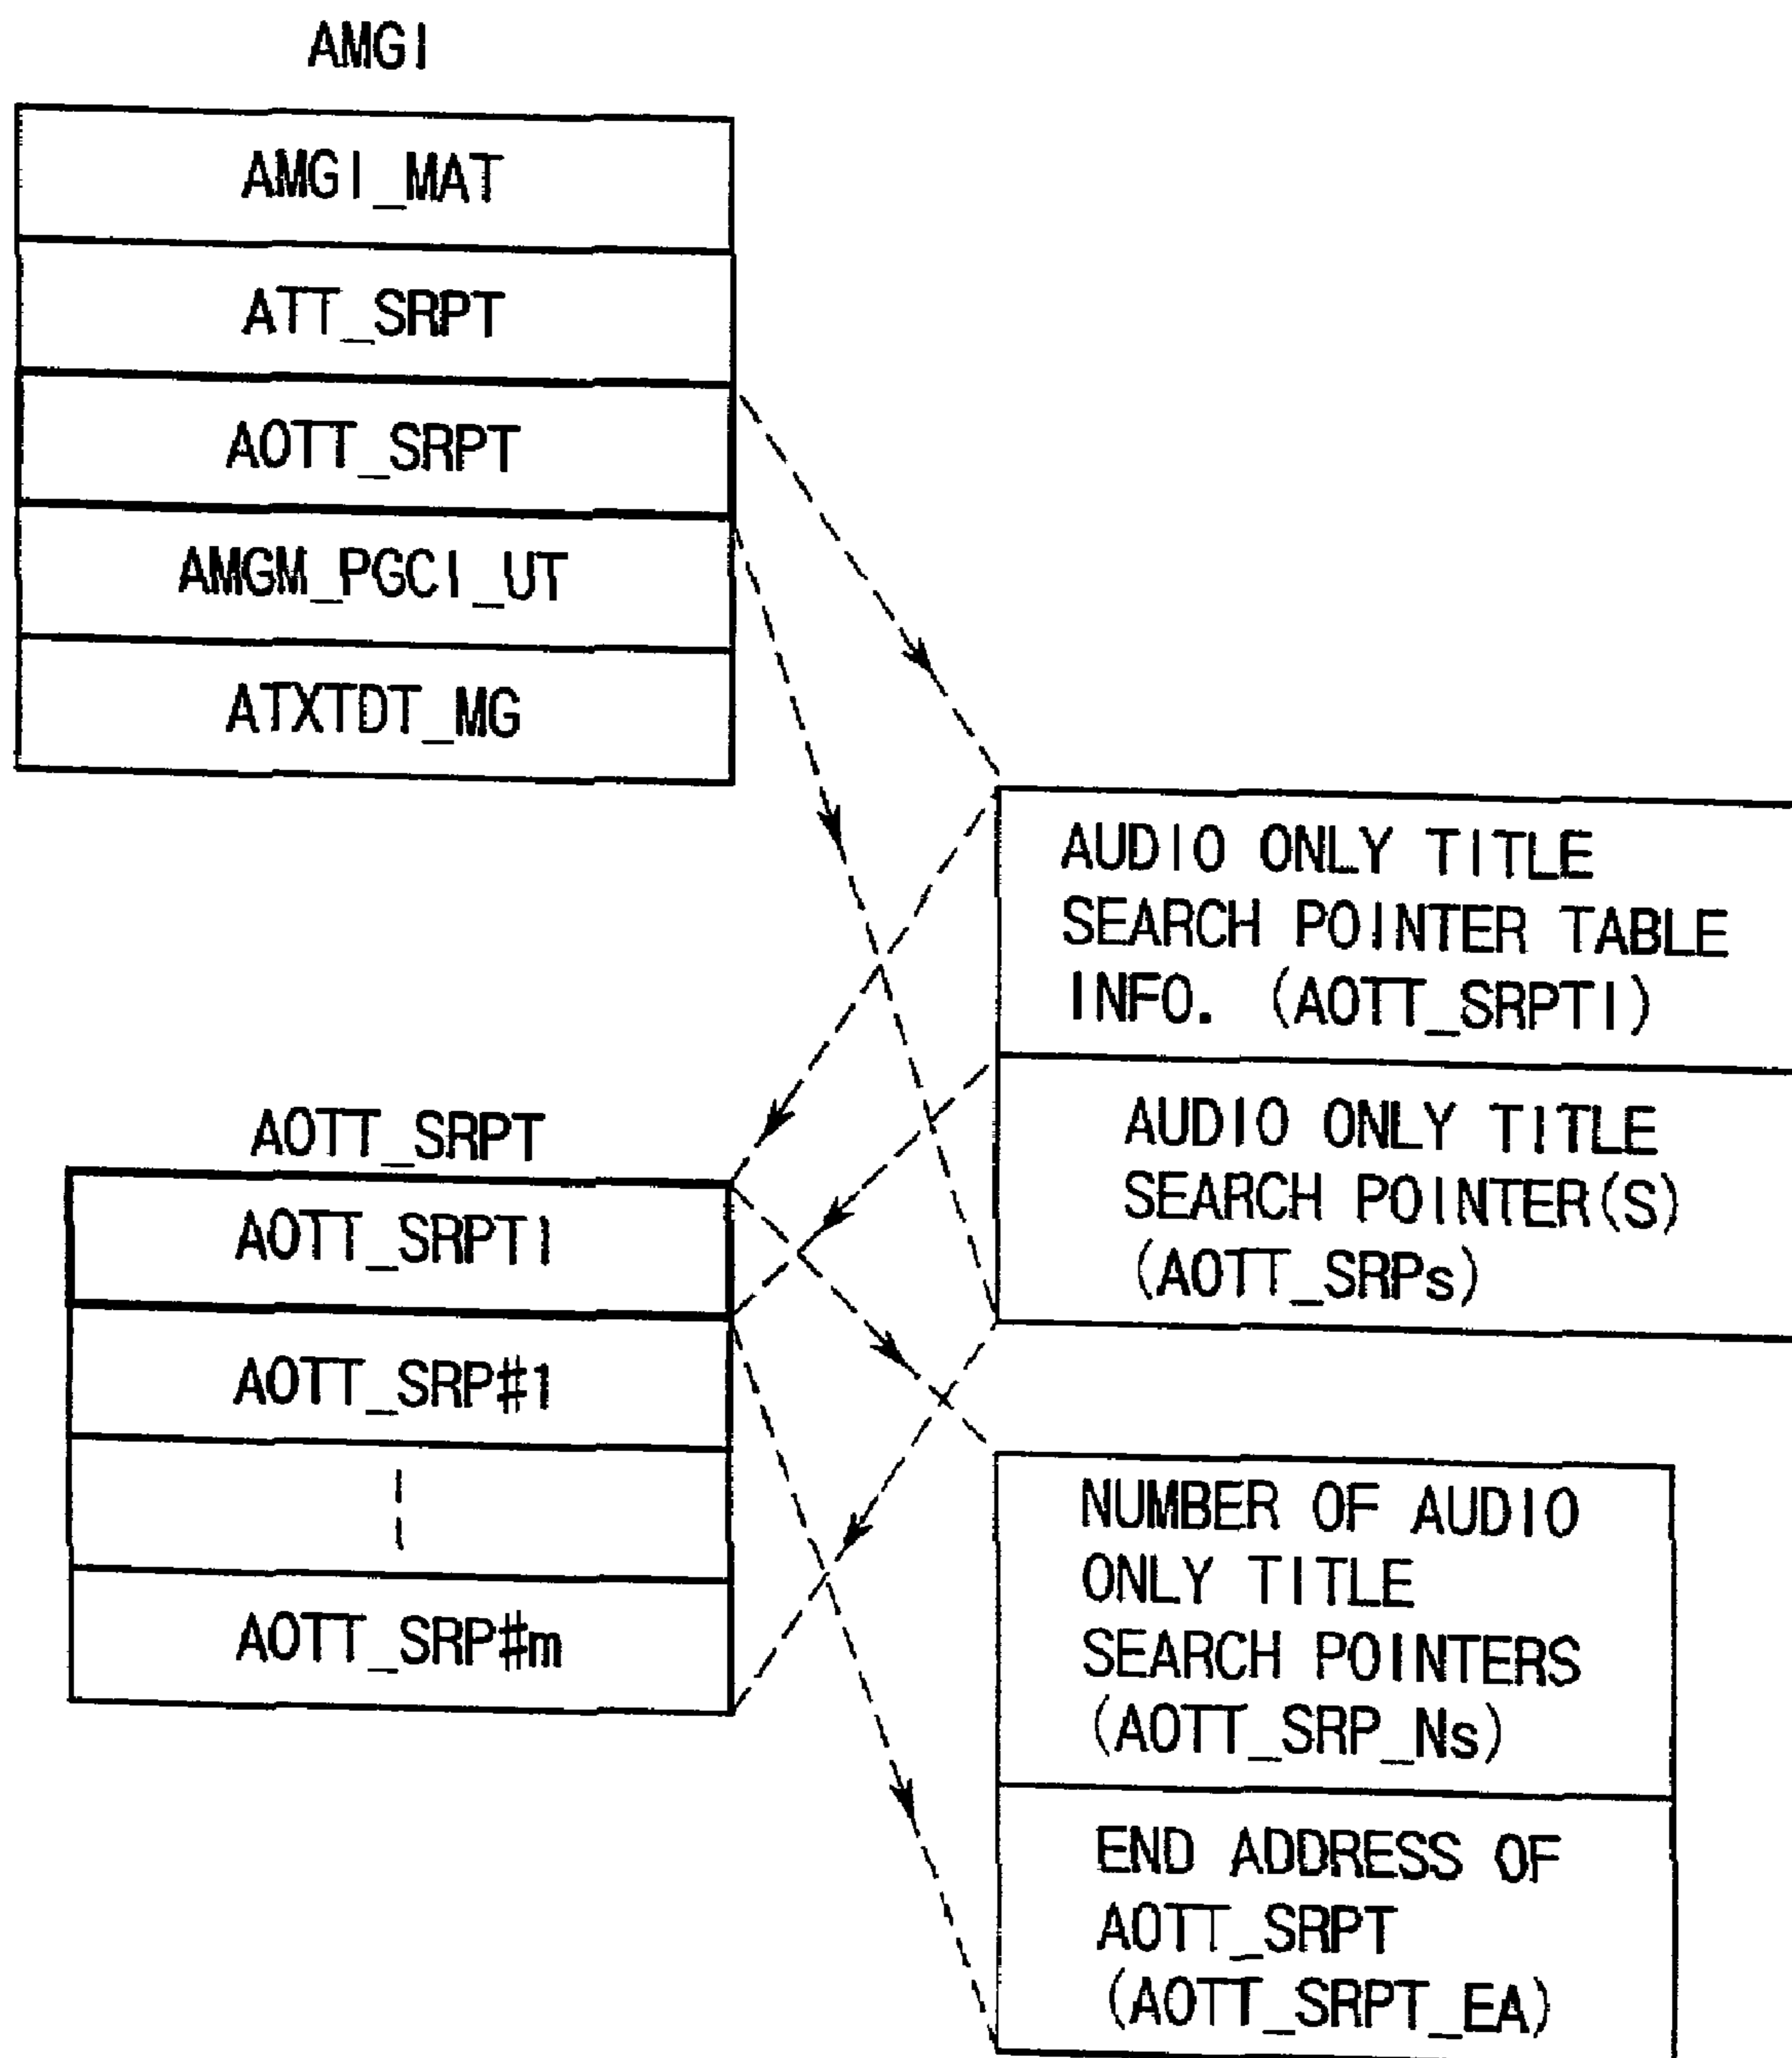 AMGI
AMGI_MAT
ATT_SRPT
AOTT_SRPT
AMGM_PGCI_UT
ATXTDT_MG
AUDIO ONLY TITLE
SEARCH POINTER TABLE
INFO. (AOTT_SRPTI)
AUDIO ONLY TITLE
SEARCH POINTER(S)
(AOTT_SRPs)
AOTT_SRPT
AOTT_SRPTI
AOTT_SRP#1
AOTT_SRP#m
NUMBER OF AUDIO
ONLY TITLE
SEARCH POINTERS
(AOTT_SRP_Ns)
END ADDRESS OF
AOTT_SRPT
(AOTT_SRPT_EA)